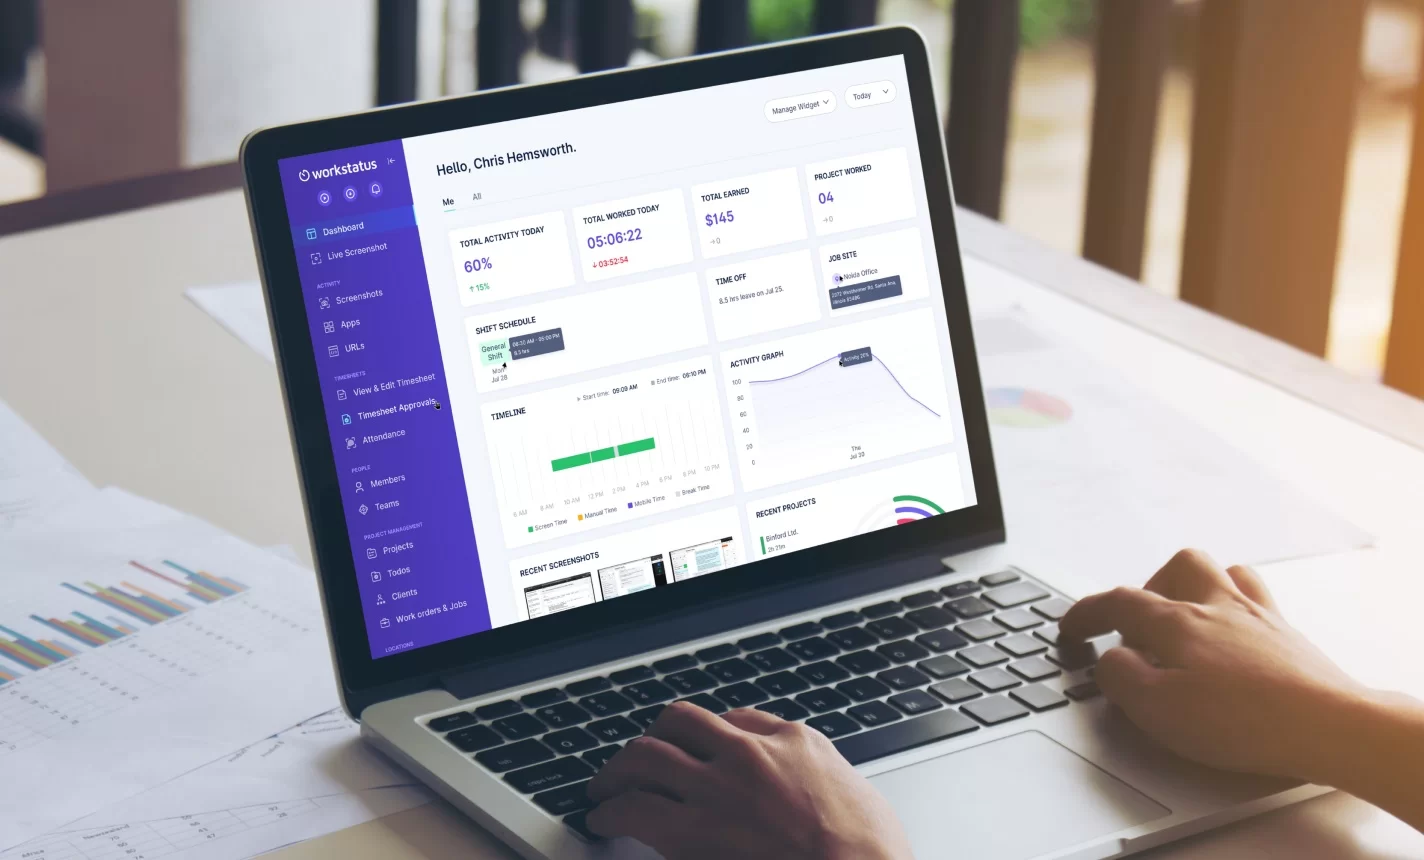 workstatus
Dashboard
Live Screenshot
ACTIVITY
Screenshots
Apps
URLs
TIMESHEETS
View & Edit Timesheet
Timesheet Approvals
Attendance
PEOPLE
Members
Teams
PROJECT MANAGEMENT
Projects
Todos
Clients
Work orders & Jobs
LOCATIONS
Hello, Chris Hemsworth.
Manage Widget
Today
Me
All
TOTAL ACTIVITY TODAY
60%
↑ 15%
TOTAL WORKED TODAY
05:06:22
↓ 03:52:54
TOTAL EARNED
$145
→ 0
PROJECT WORKED
04
→ 0
SHIFT SCHEDULE
General
Shift
08:30 AM - 05:00 PM
8.5 hrs
Mon
Jul 28
TIME OFF
8.5 hrs leave on Jul 25.
JOB SITE
Noida Office
TIMELINE
Start time: 09:09 AM
End time: 06:10 PM
6 AM 8 AM 10 AM 12 PM 2 PM 4 PM 6 PM 8 PM 10 PM
Screen Time Manual Time Mobile Time Break Time
ACTIVITY GRAPH
100
80
60
40
20
0
Thu
Jul 20
RECENT SCREENSHOTS
RECENT PROJECTS
Binford Ltd.
2h 21m
caps lock
Newzealand
Africa